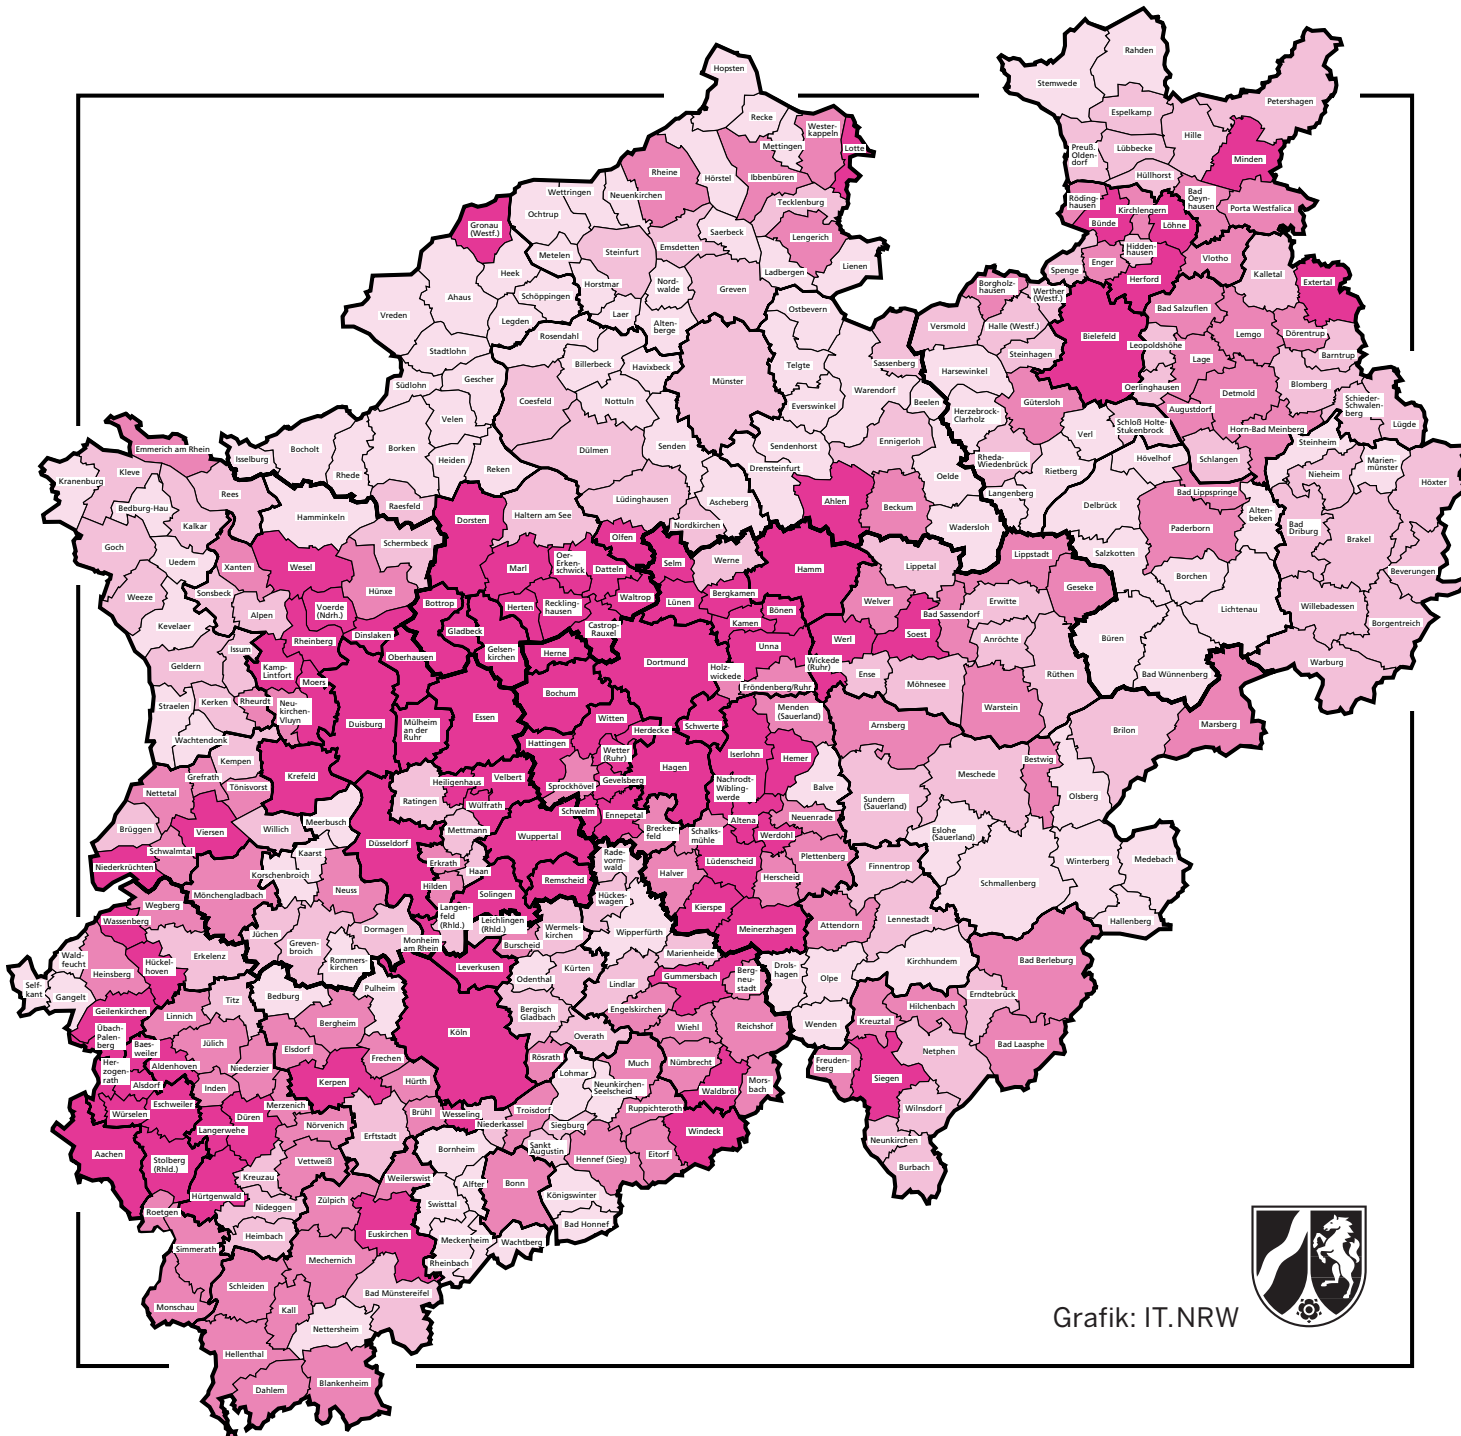 Rahden
Stemwede
Hopsten
Petershagen
Espelkamp
Recke
Wester-
kappeln
Hille
Mettingen
Lotte
Preuß.
Olden-
dorf
Lübbecke
Minden
Rheine
Hörstel
Ibbenbüren
Hüllhorst
Wettringen
Neuenkirchen
Tecklenburg
Röding-
hausen
Bad
Oeyn-
hausen
Kirchlengern
Porta Westfalica
Ochtrup
Gronau
(Westf.)
Saerbeck
Lengerich
Bünde
Löhne
Metelen
Steinfurt
Emsdetten
Hidden-
hausen
Enger
Vlotho
Lienen
Ladbergen
Spenge
Heek
Kalletal
Herford
Extertal
Horstmar
Nord-
walde
Greven
Borgholz-
hausen
Werther
(Westf.)
Ahaus
Schöppingen
Bad Salzuflen
Ostbevern
Vreden
Laer
Legden
Alten-
berge
Versmold
Halle (Westf.)
Bielefeld
Lemgo
Dörentrup
Rosendahl
Leopoldshöhe
Stadtlohn
Steinhagen
Barntrup
Billerbeck
Havixbeck
Telgte
Sassenberg
Lage
Harsewinkel
Gescher
Münster
Südlohn
Warendorf
Oerlinghausen
Blomberg
Detmold
Coesfeld
Nottuln
Everswinkel
Beelen
Gütersloh
Schieder-
Schwalen-
berg
Augustdorf
Velen
Herzebrock-
Clarholz
Schloß Holte-
Stukenbrock
Lügde
Horn-Bad Meinberg
Verl
Ennigerloh
Steinheim
Emmerich am Rhein
Bocholt
Borken
Dülmen
Senden
Sendenhorst
Isselburg
Heiden
Rheda-
Wiedenbrück
Hövelhof
Schlangen
Marien-
münster
Reken
Drensteinfurt
Rietberg
Nieheim
Kleve
Rhede
Oelde
Kranenburg
Höxter
Rees
Langenberg
Bad Lippspringe
Lüdinghausen
Ascheberg
Ahlen
Beckum
Delbrück
Bedburg-Hau
Raesfeld
Alten-
beken
Haltern am See
Hamminkeln
Dorsten
Kalkar
Nordkirchen
Wadersloh
Paderborn
Bad
Driburg
Brakel
Olfen
Goch
Schermbeck
Lippstadt
Salzkotten
Uedem
Werne
Selm
Oer-
Erken-
schwick
Xanten
Wesel
Marl
Datteln
Hamm
Lippetal
Borchen
Beverungen
Geseke
Hünxe
Sonsbeck
Weeze
Bergkamen
Waltrop
Lünen
Welver
Erwitte
Bottrop
Herten
Reckling-
hausen
Voerde
(Ndrh.)
Alpen
Bönen
Lichtenau
Willebadessen
Bad Sassendorf
Kevelaer
Kamen
Borgentreich
Castrop-
Rauxel
Gladbeck
Dinslaken
Soest
Werl
Anröchte
Büren
Rheinberg
Unna
Issum
Gelsen-
kirchen
Herne
Oberhausen
Dortmund
Wickede
(Ruhr)
Warburg
Geldern
Kamp-
Lintfort
Holz-
wickede
Ense
Rüthen
Bad Wünnenberg
Moers
Möhnesee
Fröndenberg/Ruhr
Bochum
Kerken
Rheurdt
Straelen
Neu-
kirchen-
Vluyn
Menden
(Sauerland)
Warstein
Duisburg
Essen
Witten
Mülheim
an der
Ruhr
Arnsberg
Marsberg
Schwerte
Herdecke
Brilon
Wachtendonk
Hattingen
Wetter
(Ruhr)
Iserlohn
Hemer
Kempen
Bestwig
Hagen
Krefeld
Grefrath
Velbert
Meschede
Heiligenhaus
Gevelsberg
Tönisvorst
Sprockhövel
Nachrodt-
Wibling-
werde
Balve
Nettetal
Olsberg
Ratingen
Wülfrath
Sundern
(Sauerland)
Schwelm
Ennepetal
Neuenrade
Meerbusch
Altena
Willich
Brüggen
Viersen
Mettmann
Wuppertal
Brecker-
feld
Schalks-
mühle
Werdohl
Eslohe
(Sauerland)
Düsseldorf
Schwalmtal
Kaarst
Rade-
vorm-
wald
Plettenberg
Lüdenscheid
Winterberg
Medebach
Niederkrüchten
Erkrath
Haan
Korschenbroich
Halver
Finnentrop
Herscheid
Remscheid
Schmallenberg
Hilden
Neuss
Mönchengladbach
Solingen
Hückes-
wagen
Wegberg
Kierspe
Langen-
feld
(Rhld.)
Lennestadt
Wassenberg
Hallenberg
Leichlingen
(Rhld.)
Attendorn
Dormagen
Wermels-
kirchen
Meinerzhagen
Wipperfürth
Jüchen
Monheim
am Rhein
Greven-
broich
Burscheid
Marienheide
Wald-
feucht
Erkelenz
Rommers-
kirchen
Kirchhundem
Bad Berleburg
Hückel-
hoven
Leverkusen
Kürten
Drols-
hagen
Heinsberg
Berg-
neu-
stadt
Odenthal
Gummersbach
Olpe
Self-
kant
Lindlar
Pulheim
Gangelt
Titz
Bedburg
Erndtebrück
Geilenkirchen
Hilchenbach
Engelskirchen
Bergisch
Gladbach
Linnich
Bergheim
Wenden
Kreuztal
Wiehl
Reichshof
Köln
Übach-
Palen-
berg
Overath
Jülich
Elsdorf
Baes-
weiler
Bad Laasphe
Netphen
Frechen
Rösrath
Aldenhoven
Much
Nümbrecht
Freuden-
berg
Niederzier
Her-
zogen-
rath
Lohmar
Hürth
Siegen
Kerpen
Alsdorf
Inden
Neunkirchen-
Seelscheid
Mors-
bach
Waldbröl
Eschweiler
Merzenich
Brühl
Wesseling
Troisdorf
Ruppichteroth
Wilnsdorf
Würselen
Düren
Langerwehe
Nörvenich
Niederkassel
Siegburg
Windeck
Erftstadt
Neunkirchen
Bornheim
Sankt
Augustin
Aachen
Stolberg
(Rhld.)
Vettweiß
Hennef (Sieg)
Eitorf
Burbach
Kreuzau
Weilerswist
Alfter
Bonn
Hürtgenwald
Königswinter
Zülpich
Swisttal
Nideggen
Roetgen
Bad Honnef
Heimbach
Euskirchen
Meckenheim
Wachtberg
Simmerath
Mechernich
Rheinbach
Schleiden
Bad Münstereifel
Monschau
Kall
Nettersheim
Grafik: IT.NRW
Hellenthal
Blankenheim
Dahlem